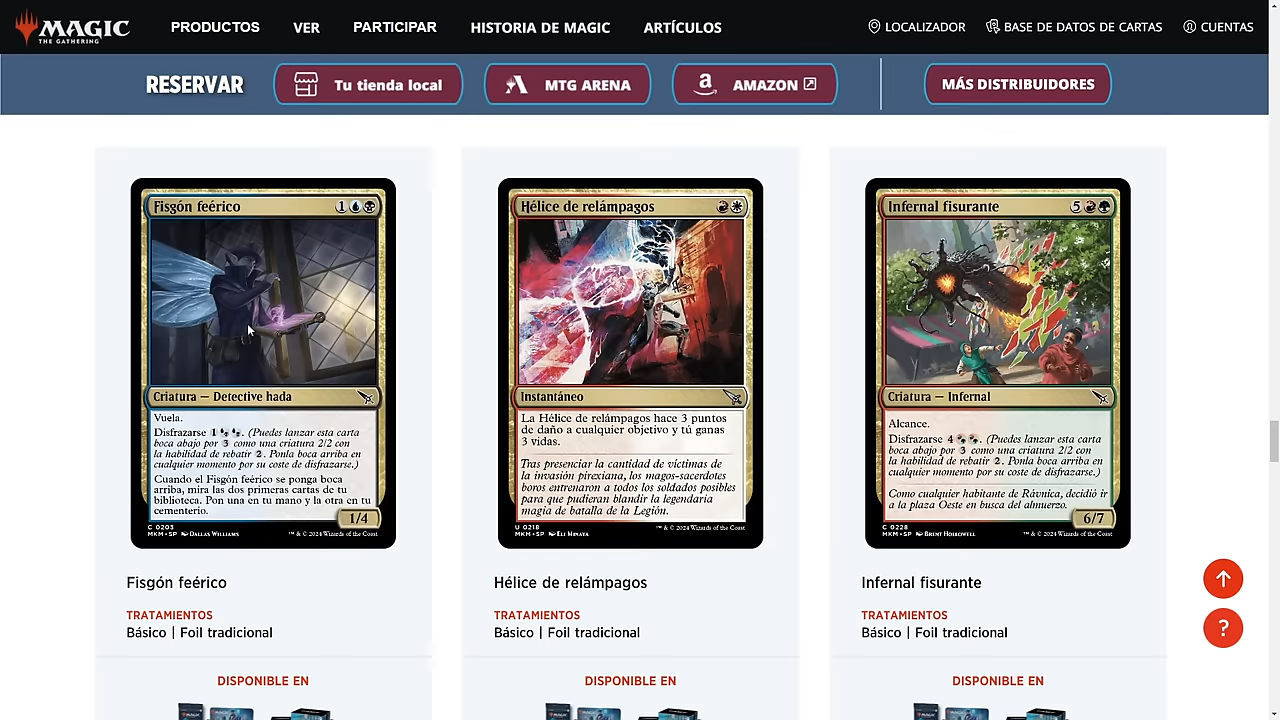 MAGIC
THE GATHERING
PRODUCTOS
VER
PARTICIPAR
HISTORIA DE MAGIC
ARTÍCULOS
LOCALIZADOR
BASE DE DATOS DE CARTAS
CUENTAS
RESERVAR
Tu tienda local
MTG ARENA
AMAZON
MÁS DISTRIBUIDORES
Fisgón feérico
1
Criatura — Detective hada
Vuela.
Disfrazarse 1 . (Puedes lanzar esta carta
boca abajo por 3 como una criatura 2/2 con
la habilidad de rebatir 2. Ponla boca arriba en
cualquier momento por su coste de disfrazarse.)
Cuando el Fisgón feérico se ponga boca
arriba, mira las dos primeras cartas de tu
biblioteca. Pon una en tu mano y la otra en tu
cementerio.
1/4
C 0203
MKM • SP DALLAS WILLIAMS
™ & © 2024 Wizards of the Coast
Fisgón feérico
TRATAMIENTOS
Básico | Foil tradicional
DISPONIBLE EN
Hélice de relámpagos
Instantáneo
La Hélice de relámpagos hace 3 puntos
de daño a cualquier objetivo y tú ganas
3 vidas.
Tras presenciar la cantidad de víctimas de
la invasión pirexiana, los magos-sacerdotes
boros entrenaron a todos los soldados posibles
para que pudieran blandir la legendaria
magia de batalla de la Legión.
U 0218
MKM • SP ELI MINAYA
™ & © 2024 Wizards of the Coast
Hélice de relámpagos
TRATAMIENTOS
Básico | Foil tradicional
DISPONIBLE EN
Infernal fisurante
5
Criatura — Infernal
Alcance.
Disfrazarse 4 . (Puedes lanzar esta carta
boca abajo por 3 como una criatura 2/2 con
la habilidad de rebatir 2. Ponla boca arriba en
cualquier momento por su coste de disfrazarse.)
Como cualquier habitante de Rávnica, decidió ir
a la plaza Oeste en busca del almuerzo.
6/7
C 0228
MKM • SP BRENT HOLLOWELL
™ & © 2024 Wizards of the Coast
Infernal fisurante
TRATAMIENTOS
Básico | Foil tradicional
DISPONIBLE EN
?